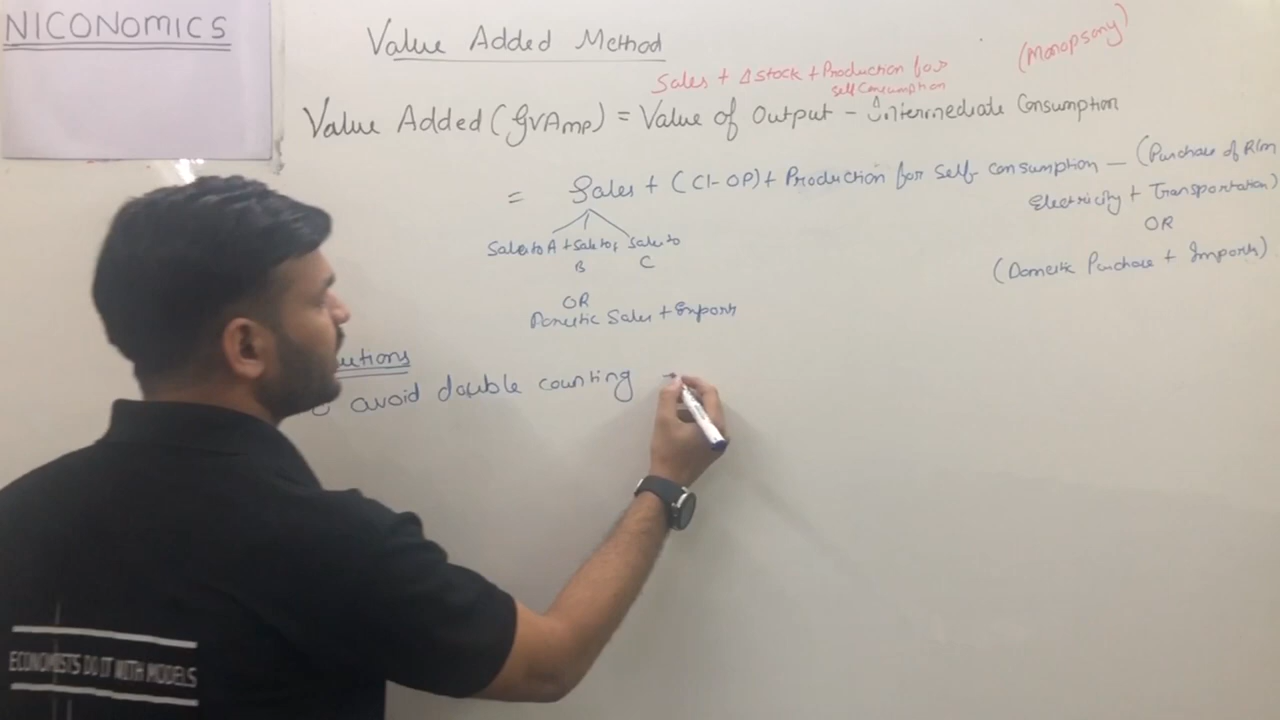 NICONOMICS
Value Added Method
(Monopsony)
Sales + Δ stock + Production for
self Consumption
Value Added (GVAMP) = Value of Output – Intermediate Consumption
= Sales + (Cl-OP) + Production for self consumption – (Purchase of R/m
Electricity + Transportation)
OR
(Domestic Purchase + Imports)
Sales to A + Sale to, Sale to
B C
OR
Domestic Sales + Exports
utions
avoid double counting
ECONOMISTS DO IT WITH MODELS